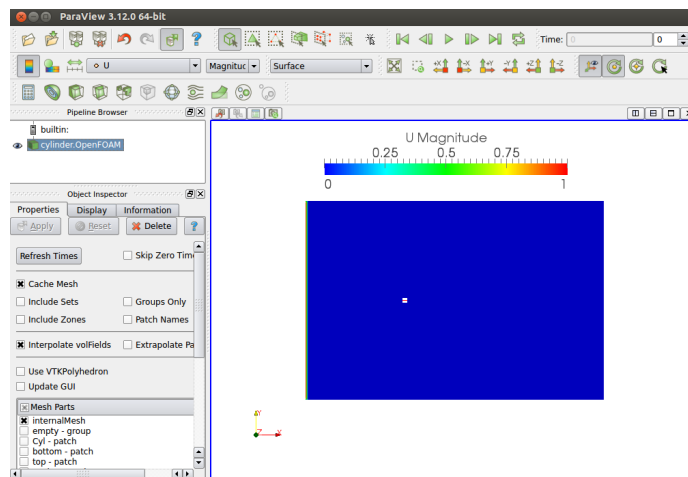 ParaView 3.12.0 64-bit
Time: 0 0
U Magnituc Surface
Pipeline Browser
builtin:
cylinder.OpenFOAM
Object Inspector
Properties Display Information
Apply Reset Delete ?
Refresh Times Skip Zero Time
Cache Mesh
Include Sets Groups Only
Include Zones Patch Names
Interpolate volFields Extrapolate Pa
Use VTKPolyhedron
Update GUI
Mesh Parts
internalMesh
empty - group
Cyl - patch
bottom - patch
top - patch
U Magnitude
0.25 0.5 0.75
0 1
Y
Z X